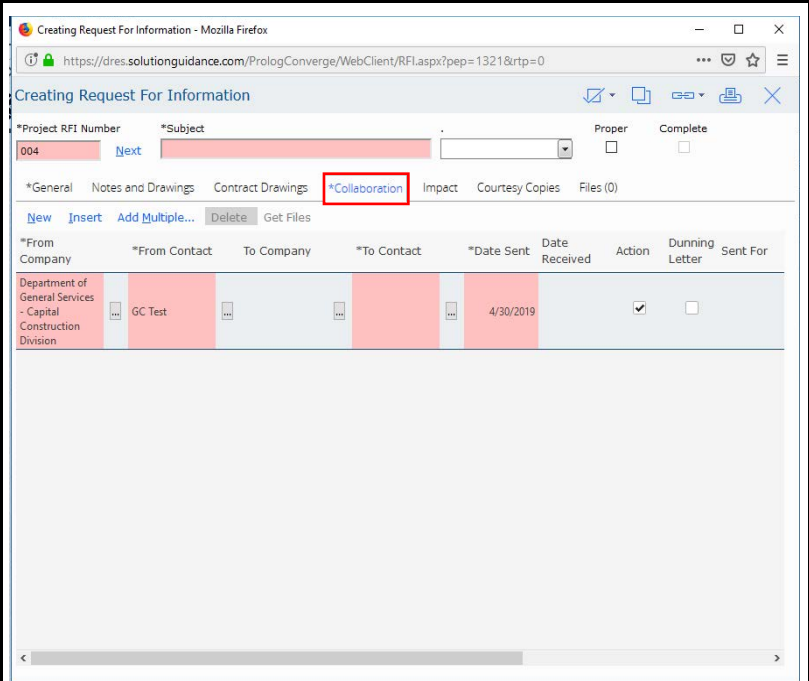 Creating Request For Information - Mozilla Firefox
https://dres.solutionguidance.com/PrologConverge/WebClient/RFI.aspx?pep=1321&rtp=0
Creating Request For Information
*Project RFI Number *Subject . Proper Complete
004 Next
*General Notes and Drawings Contract Drawings *Collaboration Impact Courtesy Copies Files (0)
New Insert Add Multiple... Delete Get Files
*From Company *From Contact To Company *To Contact *Date Sent Date Received Action Dunning Letter Sent For
Department of
General Services
- Capital ... GC Test ... ... ... 4/30/2019
Construction
Division